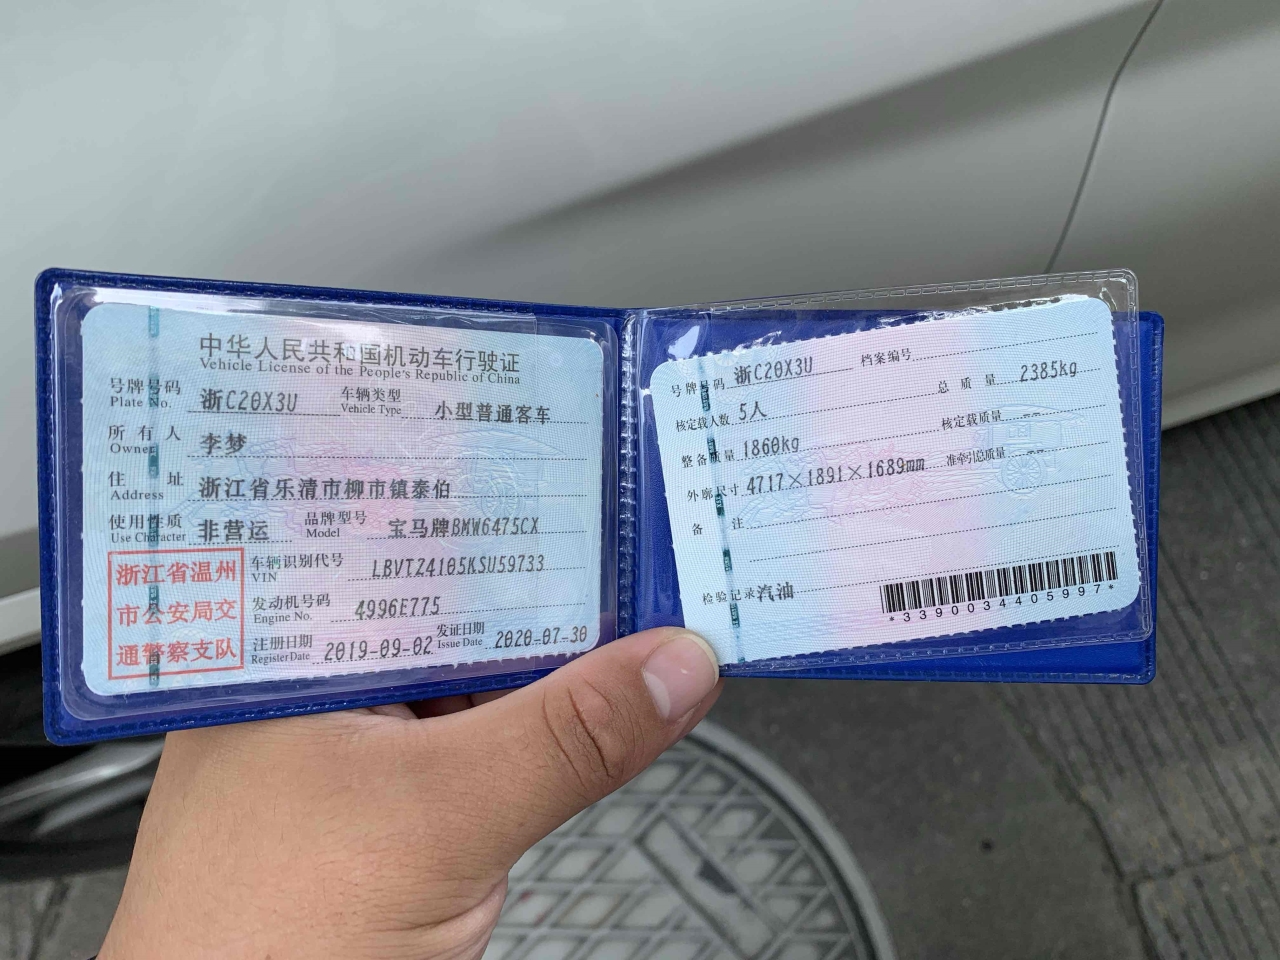 中华人民共和国机动车行驶证
Vehicle License of the People's Republic of China
号牌号码 浙C20X3U 车辆类型 小型普通客车
Plate No. Vehicle Type
所有人 李梦
Owner
住址 浙江省乐清市柳市镇泰伯
Address
使用性质 非营运 品牌型号 宝马牌BMW6475CX
Use Character Model
浙江省温州
市公安局交
通警察支队
车辆识别代号 LBVTZ4105KSU59733
VIN
发动机号码 4996E775
Engine No.
注册日期 2019-09-02 发证日期 2020-07-30
Register Date Issue Date
号牌号码 浙C20X3U 档案编号
核定载人数 5人 总质量 2385kg
整备质量 1860kg 核定载质量 --
外廓尺寸 4717×1891×1689mm 准牵引总质量 --
备注
检验记录 汽油
*3390034405997*